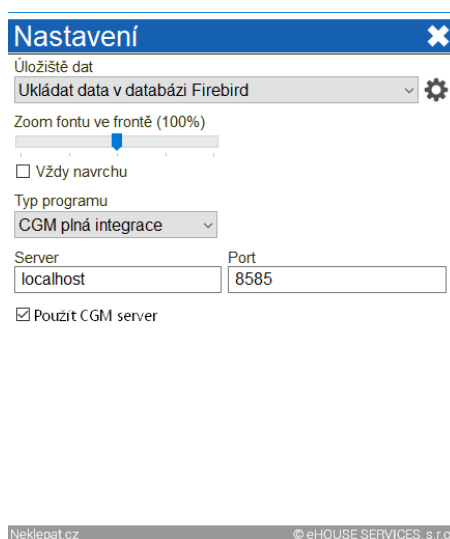 Nastavení
Úložiště dat
Ukládat data v databázi Firebird
Zoom fontu ve frontě (100%)
Vždy navrchu
Typ programu
CGM plná integrace
Server Port
localhost 8585
Použít CGM server
Neklepat.cz © eHOUSE SERVICES, s.r.o